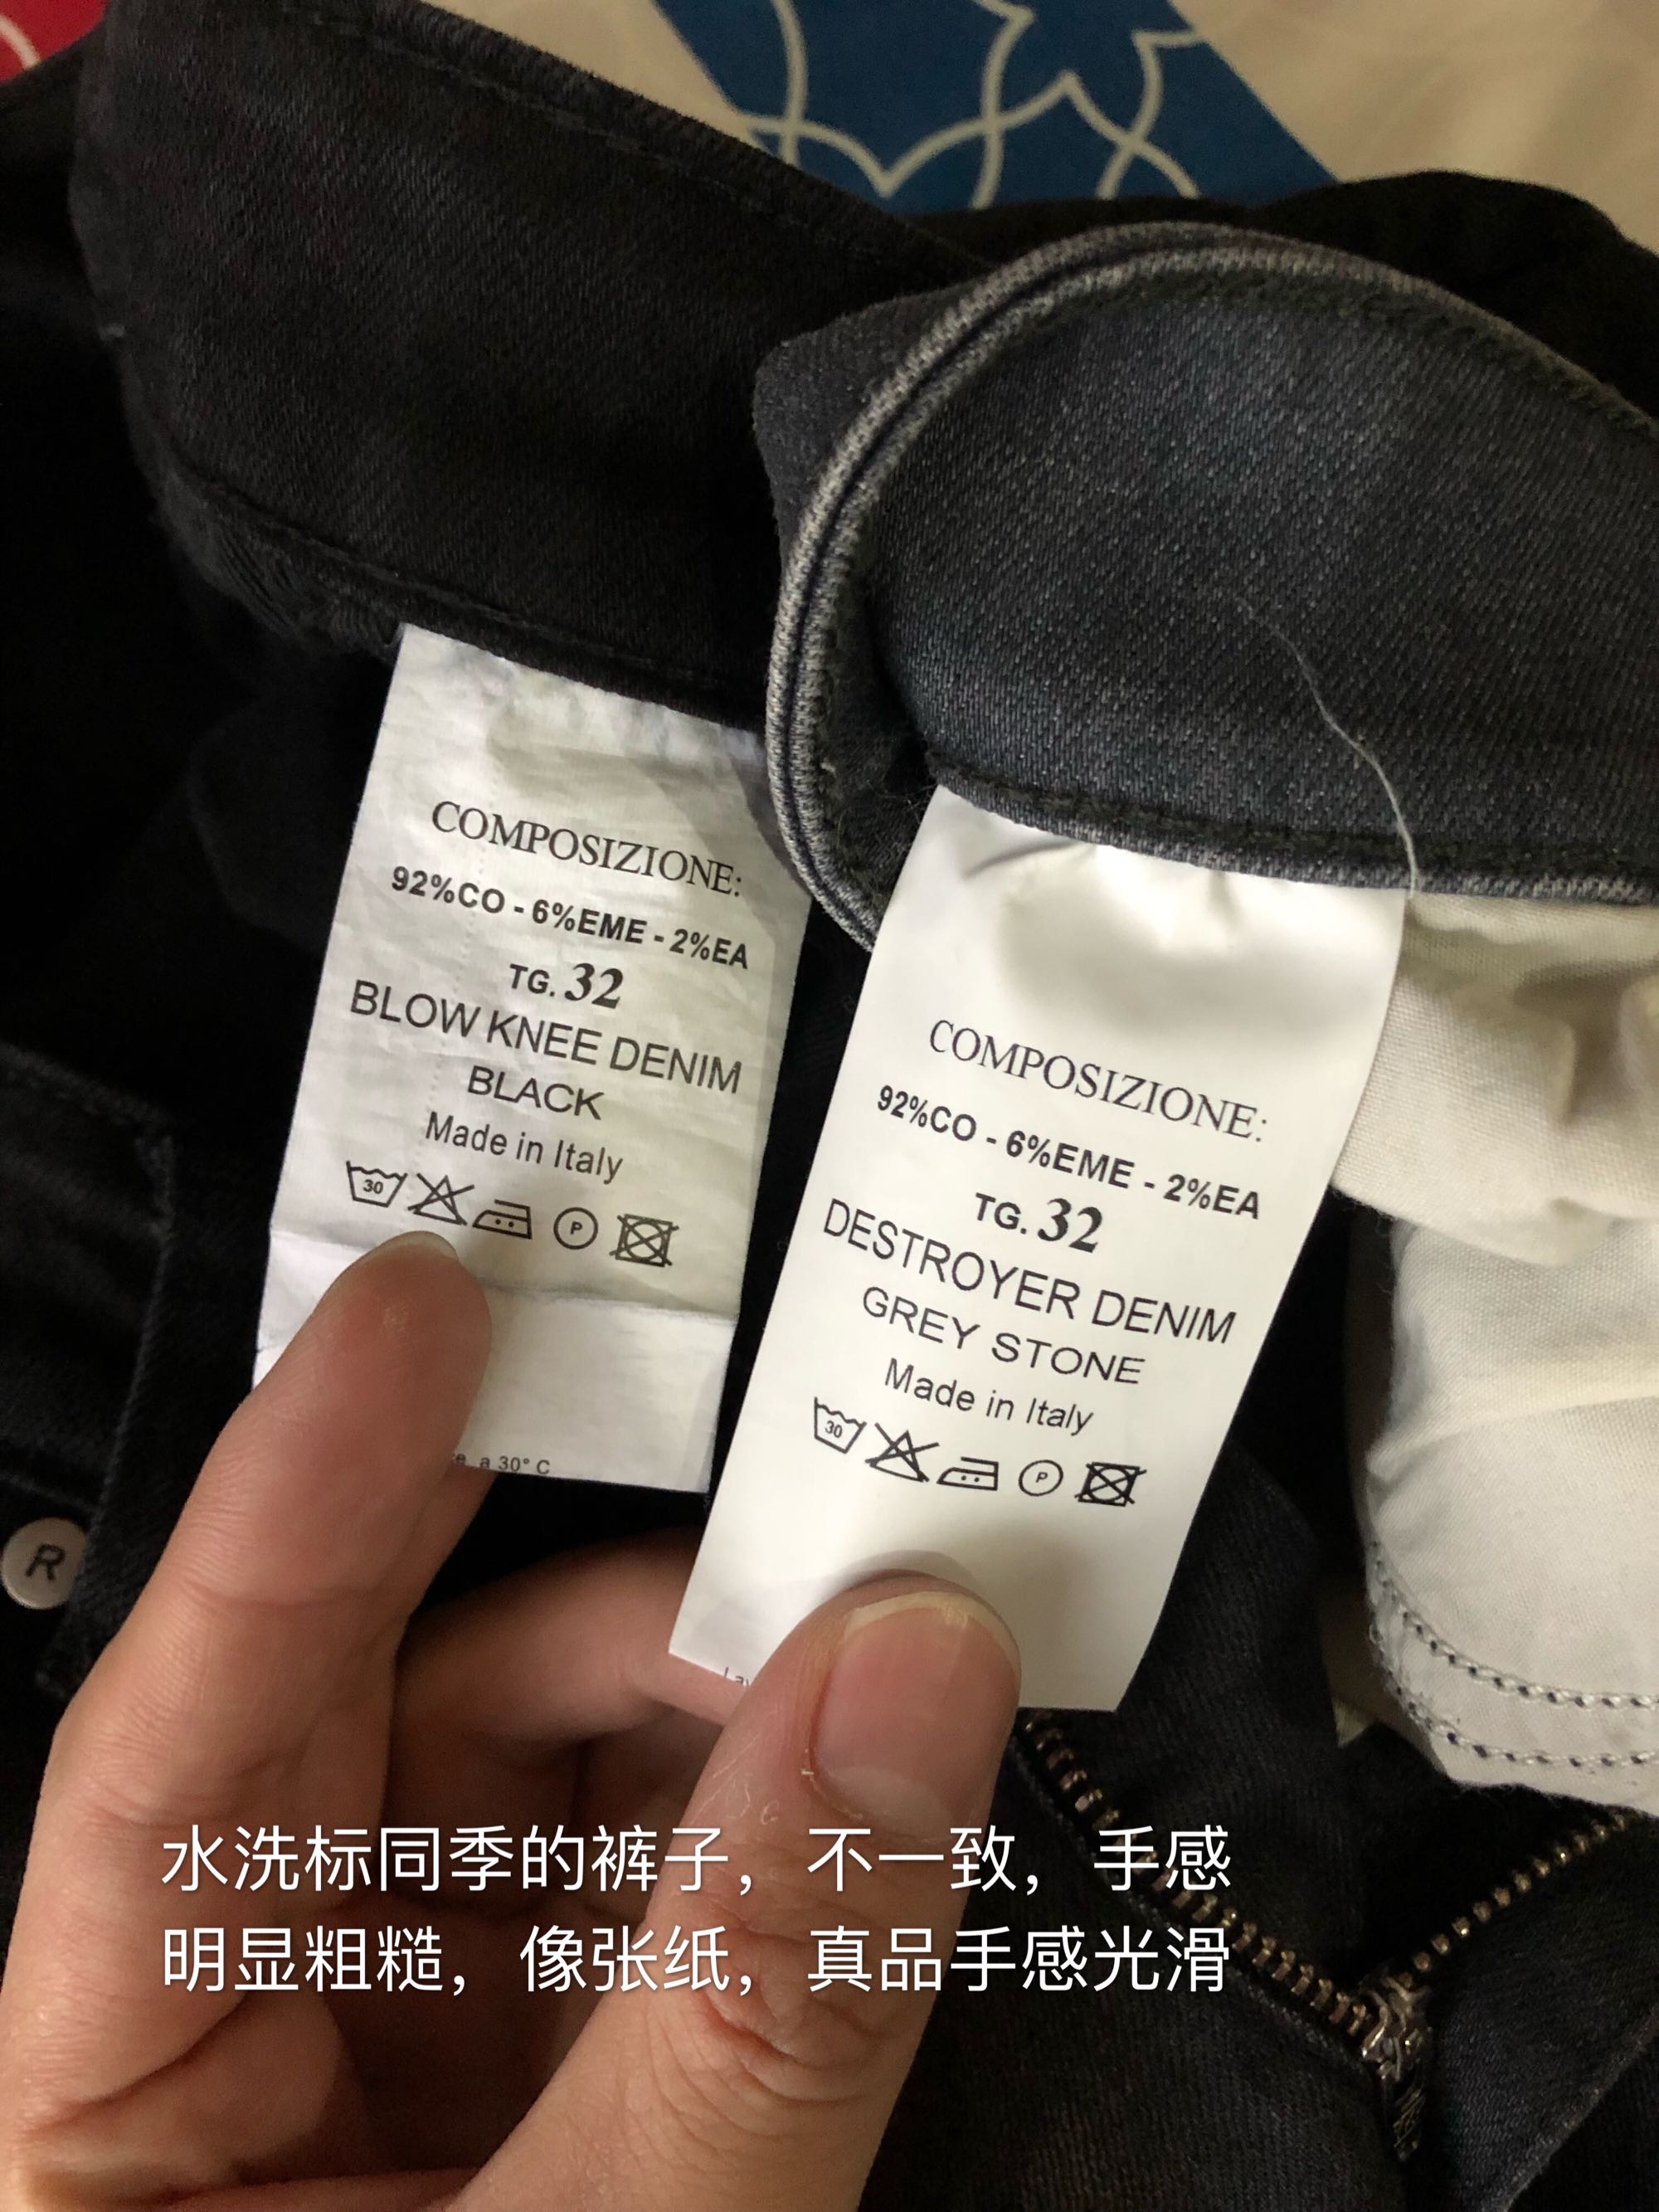 COMPOSIZIONE:
92%CO - 6%EME - 2%EA
TG. 32
BLOW KNEE DENIM
BLACK
Made in Italy
30
P
a 30° C
COMPOSIZIONE:
92%CO - 6%EME - 2%EA
TG. 32
DESTROYER DENIM
GREY STONE
Made in Italy
30
P
R
水洗标同季的裤子，不一致，手感
明显粗糙，像张纸，真品手感光滑